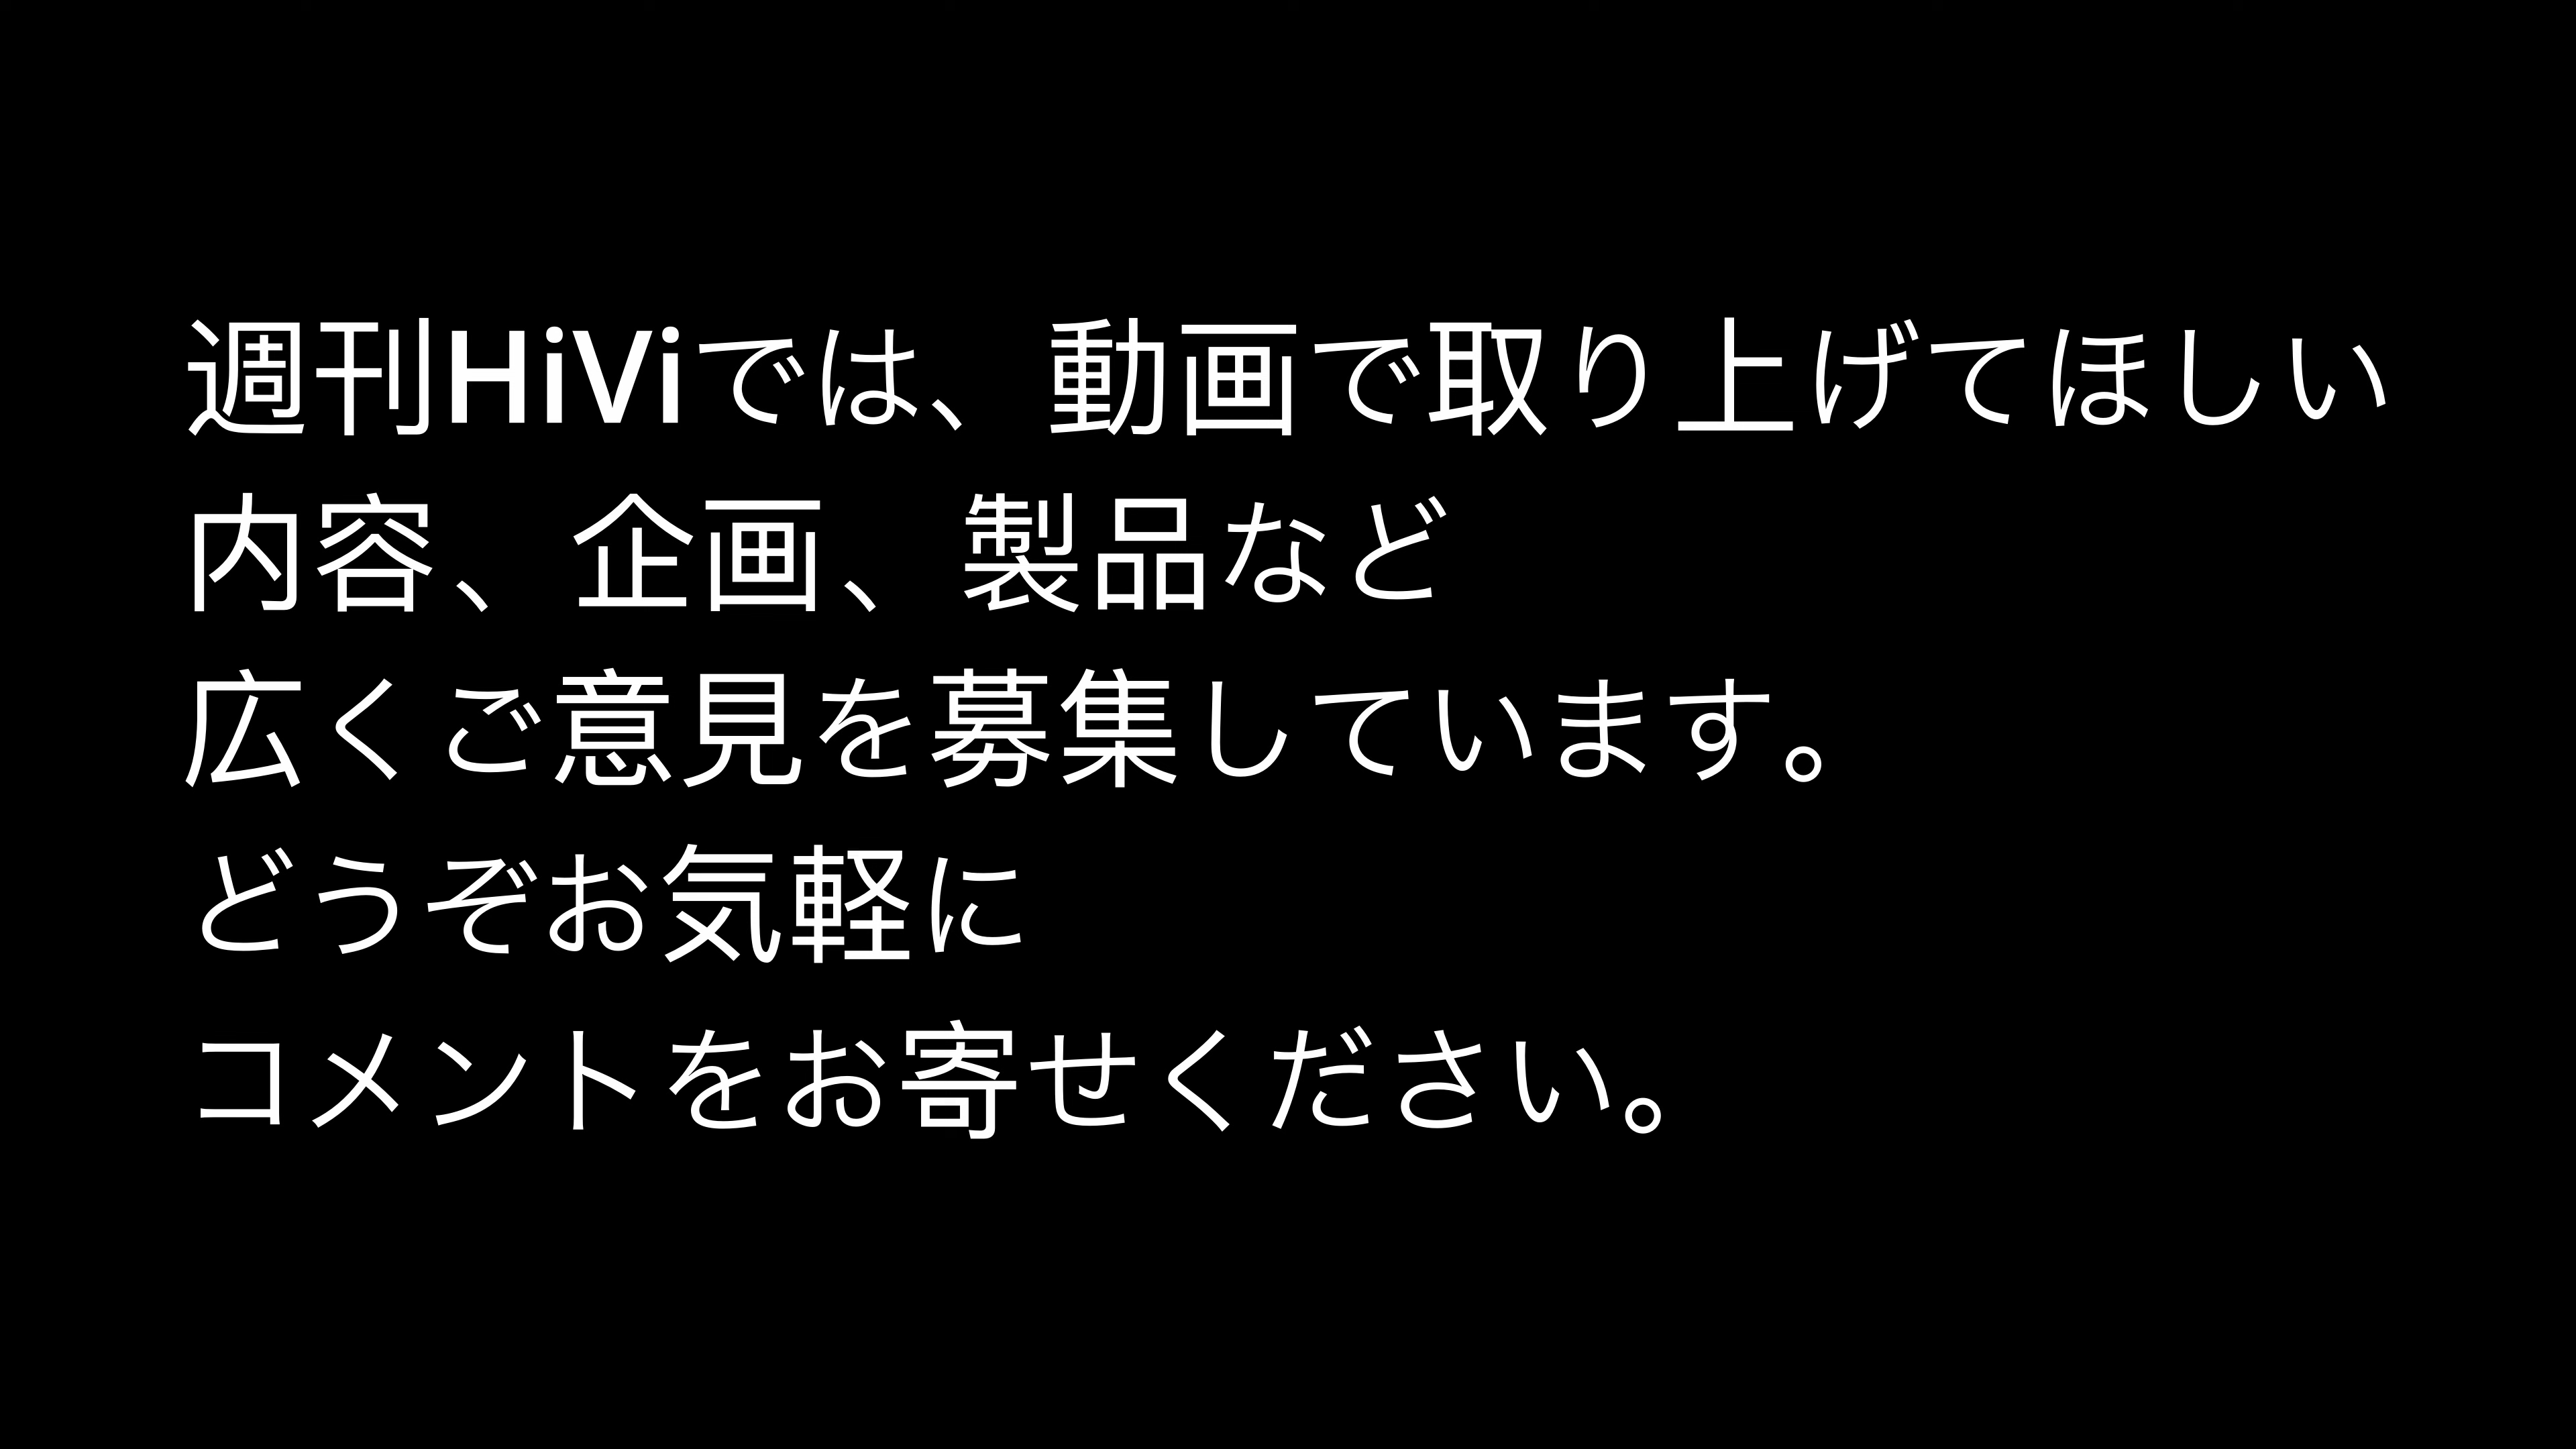 週刊HiViでは、動画で取り上げてほしい
内容、企画、製品など
広くご意見を募集しています。
どうぞお気軽に
コメントをお寄せください。